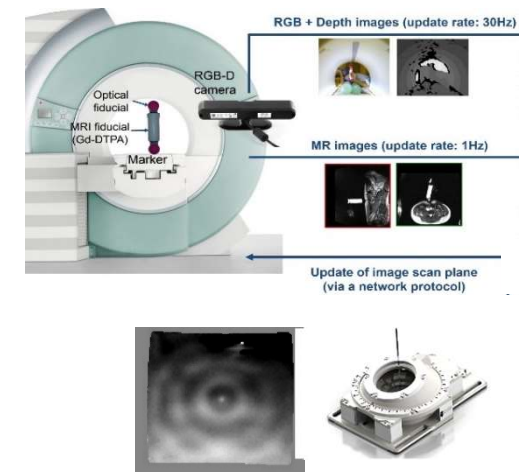 RGB + Depth images (update rate: 30Hz)
RGB-D
camera
Optical
fiducial
MRI fiducial
(Gd-DTPA)
Marker
MR images (update rate: 1Hz)
Update of image scan plane
(via a network protocol)